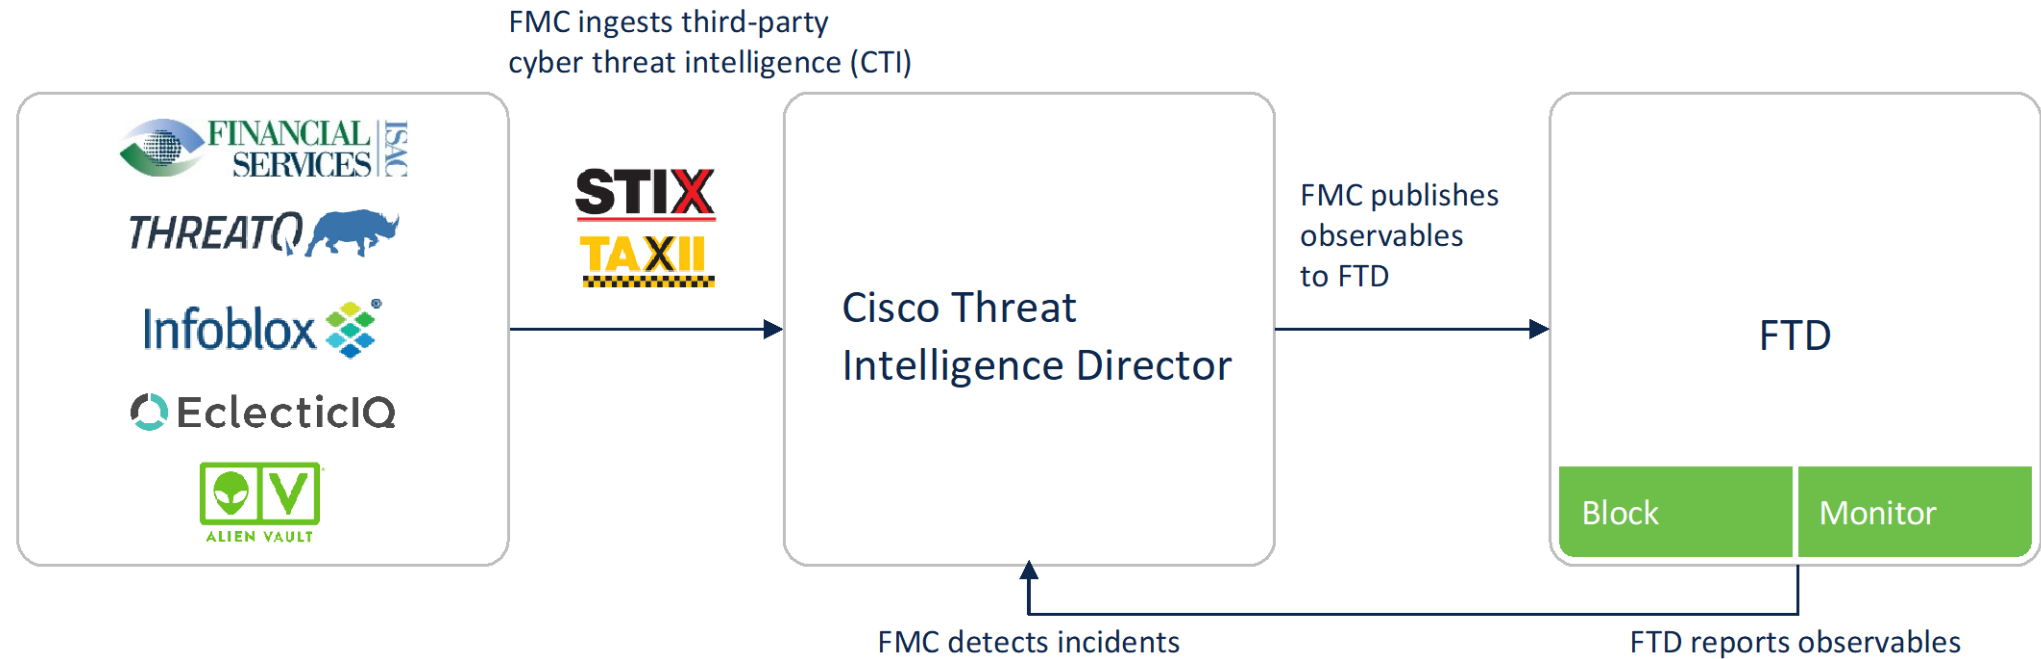 FMC ingests third-party
cyber threat intelligence (CTI)
FINANCIAL
SERVICES
ISAC
THREATQ
Infoblox®
EclecticIQ
ALIEN VAULT
STIX
TAXII
Cisco Threat
Intelligence Director
FMC publishes
observables
to FTD
FTD
Block
Monitor
FMC detects incidents
FTD reports observables